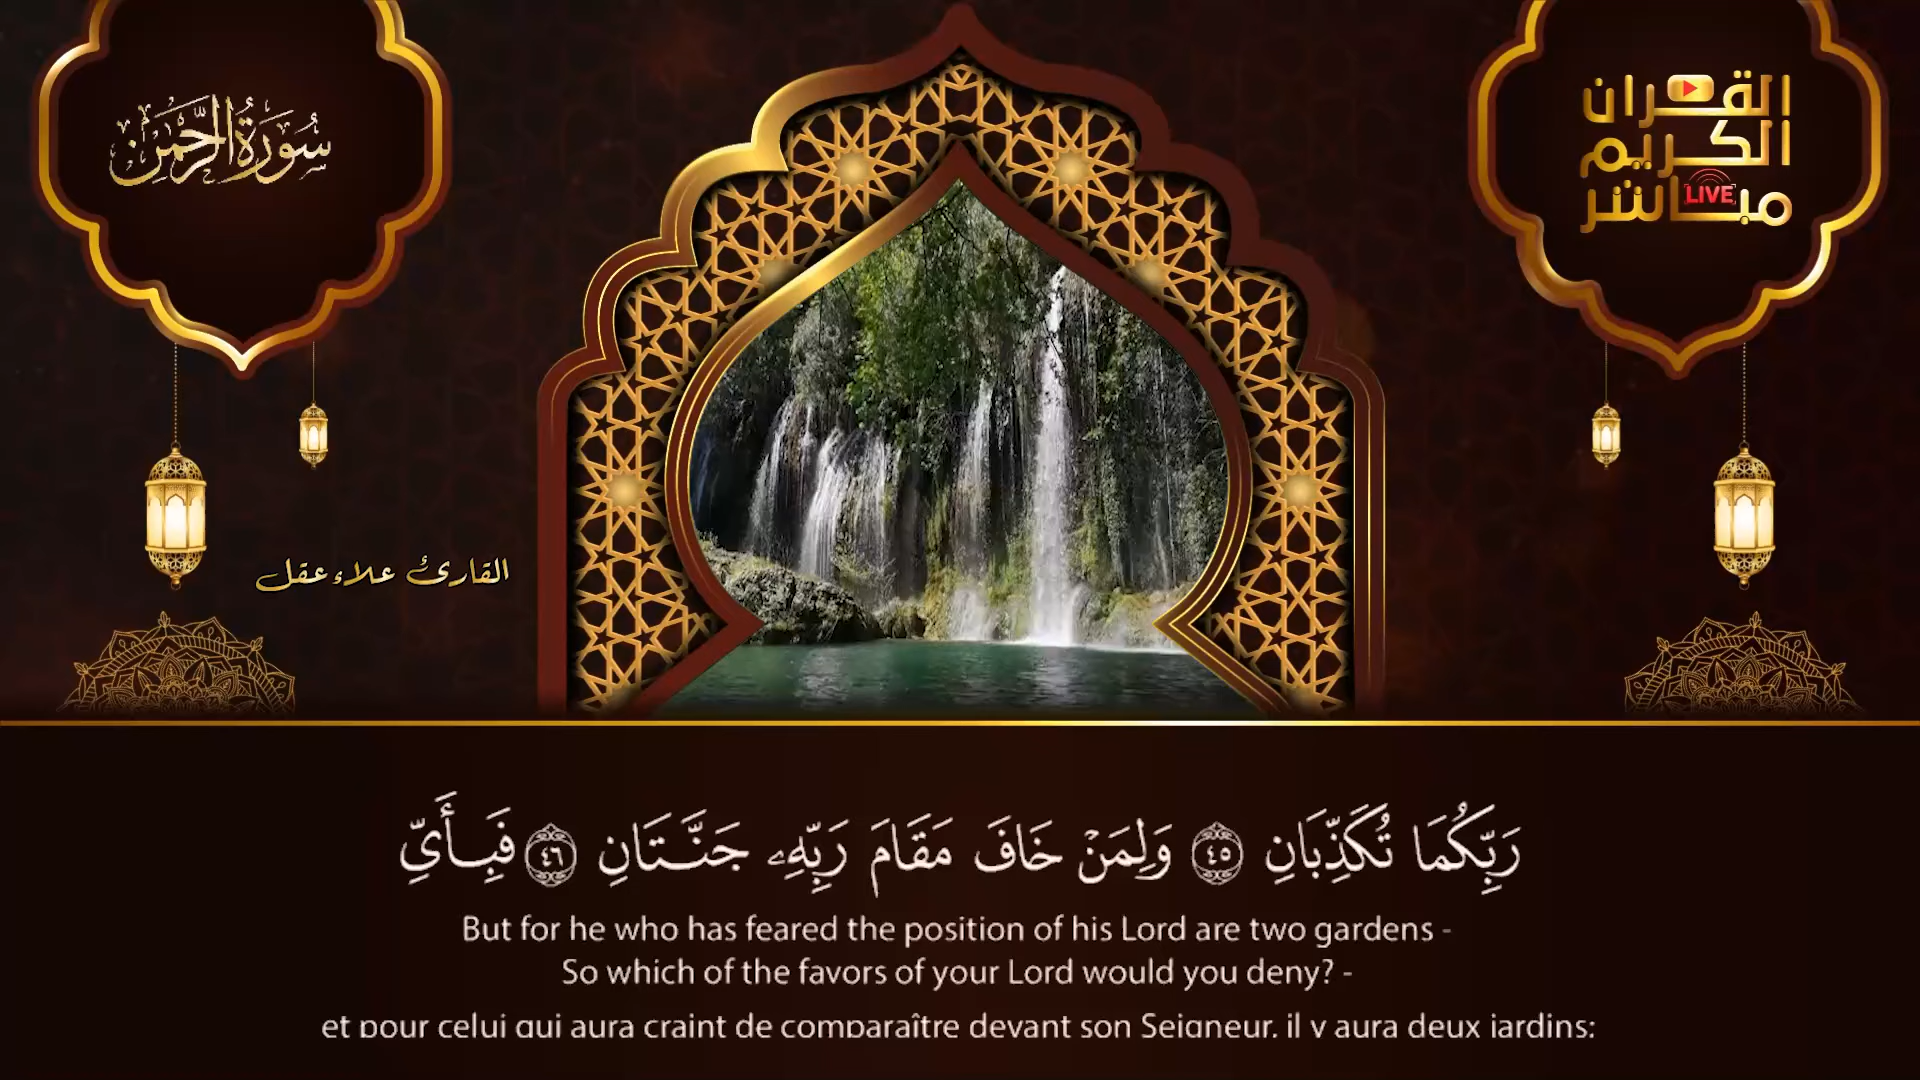 سُورَةُ الرَّحْمَٰن
القران
الكريم
مباشر
LIVE
القارئ علاء عقل
رَبِّكُمَا تُكَذِّبَانِ ٤٥ وَلِمَنْ خَافَ مَقَامَ رَبِّهِۦ جَنَّتَانِ ٤٦ فَبِأَىِّ
But for he who has feared the position of his Lord are two gardens -
So which of the favors of your Lord would you deny? -
et pour celui qui aura craint de comparaître devant son Seigneur, il y aura deux jardins: